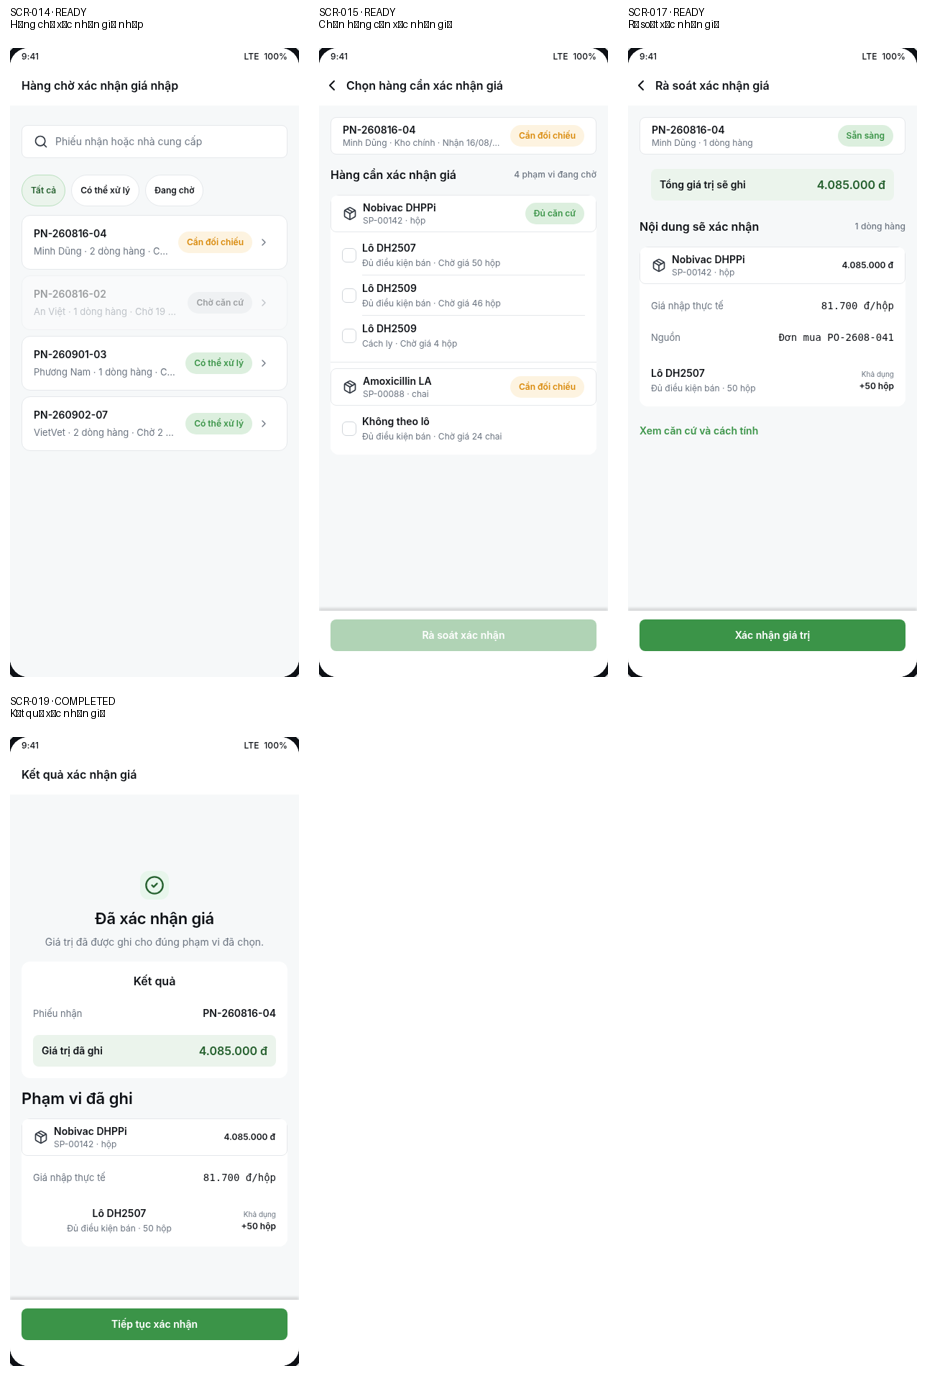 SCR-014 · READY
SCR-015 · READY
SCR-017 · READY
9:41 LTE 100%
Hàng chờ xác nhận giá nhập
Phiếu nhận hoặc nhà cung cấp
Tất cả Có thể xử lý Đang chờ
PN-260816-04
Minh Dũng · 2 dòng hàng · C...
Cần đối chiếu
PN-260816-02
An Việt · 1 dòng hàng · Chờ 19 ...
Chờ căn cứ
PN-260901-03
Phương Nam · 1 dòng hàng · C...
Có thể xử lý
PN-260902-07
VietVet · 2 dòng hàng · Chờ 2 ...
Có thể xử lý
9:41 LTE 100%
Chọn hàng cần xác nhận giá
PN-260816-04
Minh Dũng · Kho chính · Nhận 16/08/...
Cần đối chiếu
Hàng cần xác nhận giá 4 phạm vi đang chờ
Nobivac DHPPi
SP-00142 · hộp
Đủ căn cứ
Lô DH2507
Đủ điều kiện bán · Chờ giá 50 hộp
Lô DH2509
Đủ điều kiện bán · Chờ giá 46 hộp
Lô DH2509
Cách ly · Chờ giá 4 hộp
Amoxicillin LA
SP-00088 · chai
Cần đối chiếu
Không theo lô
Đủ điều kiện bán · Chờ giá 24 chai
Rà soát xác nhận
9:41 LTE 100%
Rà soát xác nhận giá
PN-260816-04
Minh Dũng · 1 dòng hàng
Sẵn sàng
Tổng giá trị sẽ ghi 4.085.000 đ
Nội dung sẽ xác nhận 1 dòng hàng
Nobivac DHPPi
SP-00142 · hộp
4.085.000 đ
Giá nhập thực tế 81.700 đ/hộp
Nguồn Đơn mua PO-2608-041
Lô DH2507
Đủ điều kiện bán · 50 hộp
Khả dụng
+50 hộp
Xem căn cứ và cách tính
Xác nhận giá trị
SCR-019 · COMPLETED
9:41 LTE 100%
Kết quả xác nhận giá
Đã xác nhận giá
Giá trị đã được ghi cho đúng phạm vi đã chọn.
Kết quả
Phiếu nhận PN-260816-04
Giá trị đã ghi 4.085.000 đ
Phạm vi đã ghi
Nobivac DHPPi
SP-00142 · hộp
4.085.000 đ
Giá nhập thực tế 81.700 đ/hộp
Lô DH2507
Đủ điều kiện bán · 50 hộp
Khả dụng
+50 hộp
Tiếp tục xác nhận